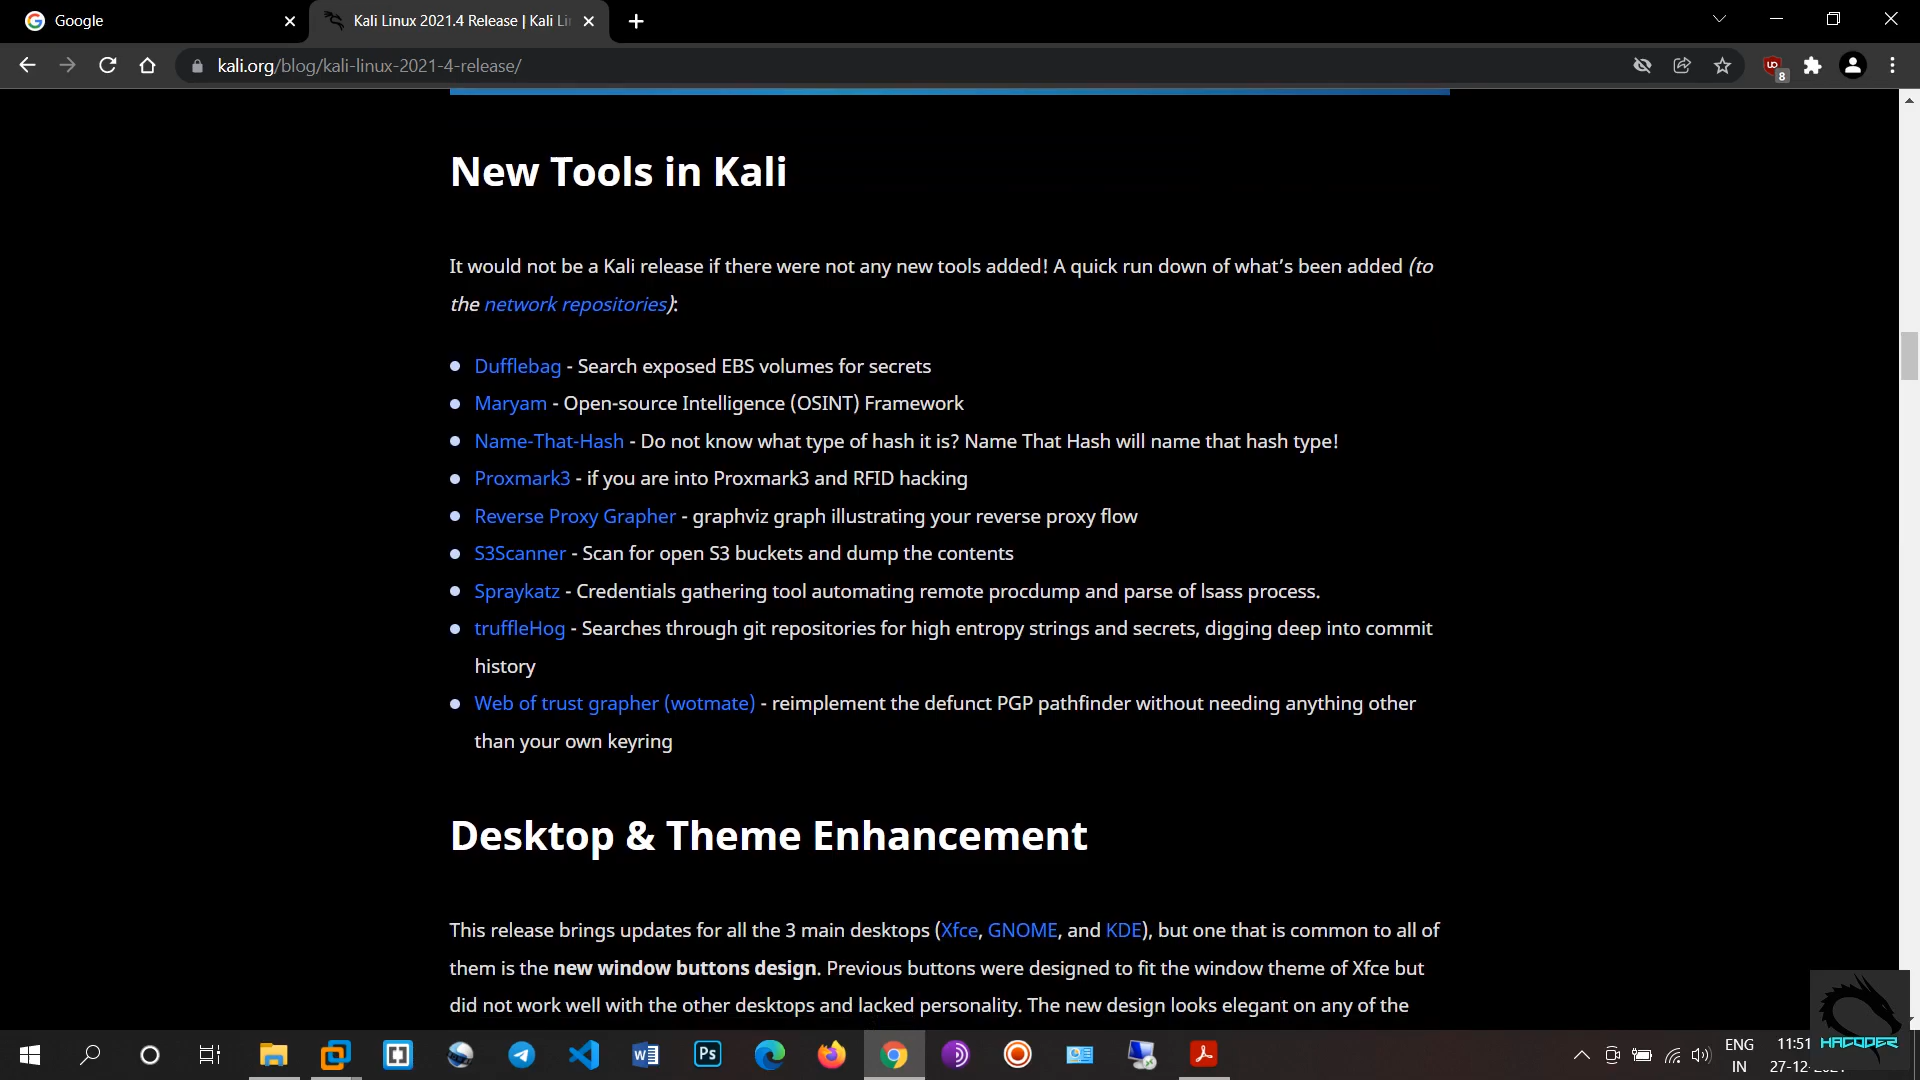 Google
Kali Linux 2021.4 Release | Kali Li
kali.org/blog/kali-linux-2021-4-release/
8
New Tools in Kali
It would not be a Kali release if there were not any new tools added! A quick run down of what’s been added (to
the network repositories):
Dufflebag - Search exposed EBS volumes for secrets
Maryam - Open-source Intelligence (OSINT) Framework
Name-That-Hash - Do not know what type of hash it is? Name That Hash will name that hash type!
Proxmark3 - if you are into Proxmark3 and RFID hacking
Reverse Proxy Grapher - graphviz graph illustrating your reverse proxy flow
S3Scanner - Scan for open S3 buckets and dump the contents
Spraykatz - Credentials gathering tool automating remote procdump and parse of lsass process.
truffleHog - Searches through git repositories for high entropy strings and secrets, digging deep into commit
history
Web of trust grapher (wotmate) - reimplement the defunct PGP pathfinder without needing anything other
than your own keyring
Desktop & Theme Enhancement
This release brings updates for all the 3 main desktops (Xfce, GNOME, and KDE), but one that is common to all of
them is the new window buttons design. Previous buttons were designed to fit the window theme of Xfce but
did not work well with the other desktops and lacked personality. The new design looks elegant on any of the
Ps
ENG
IN
11:51
27-12-
HACODER